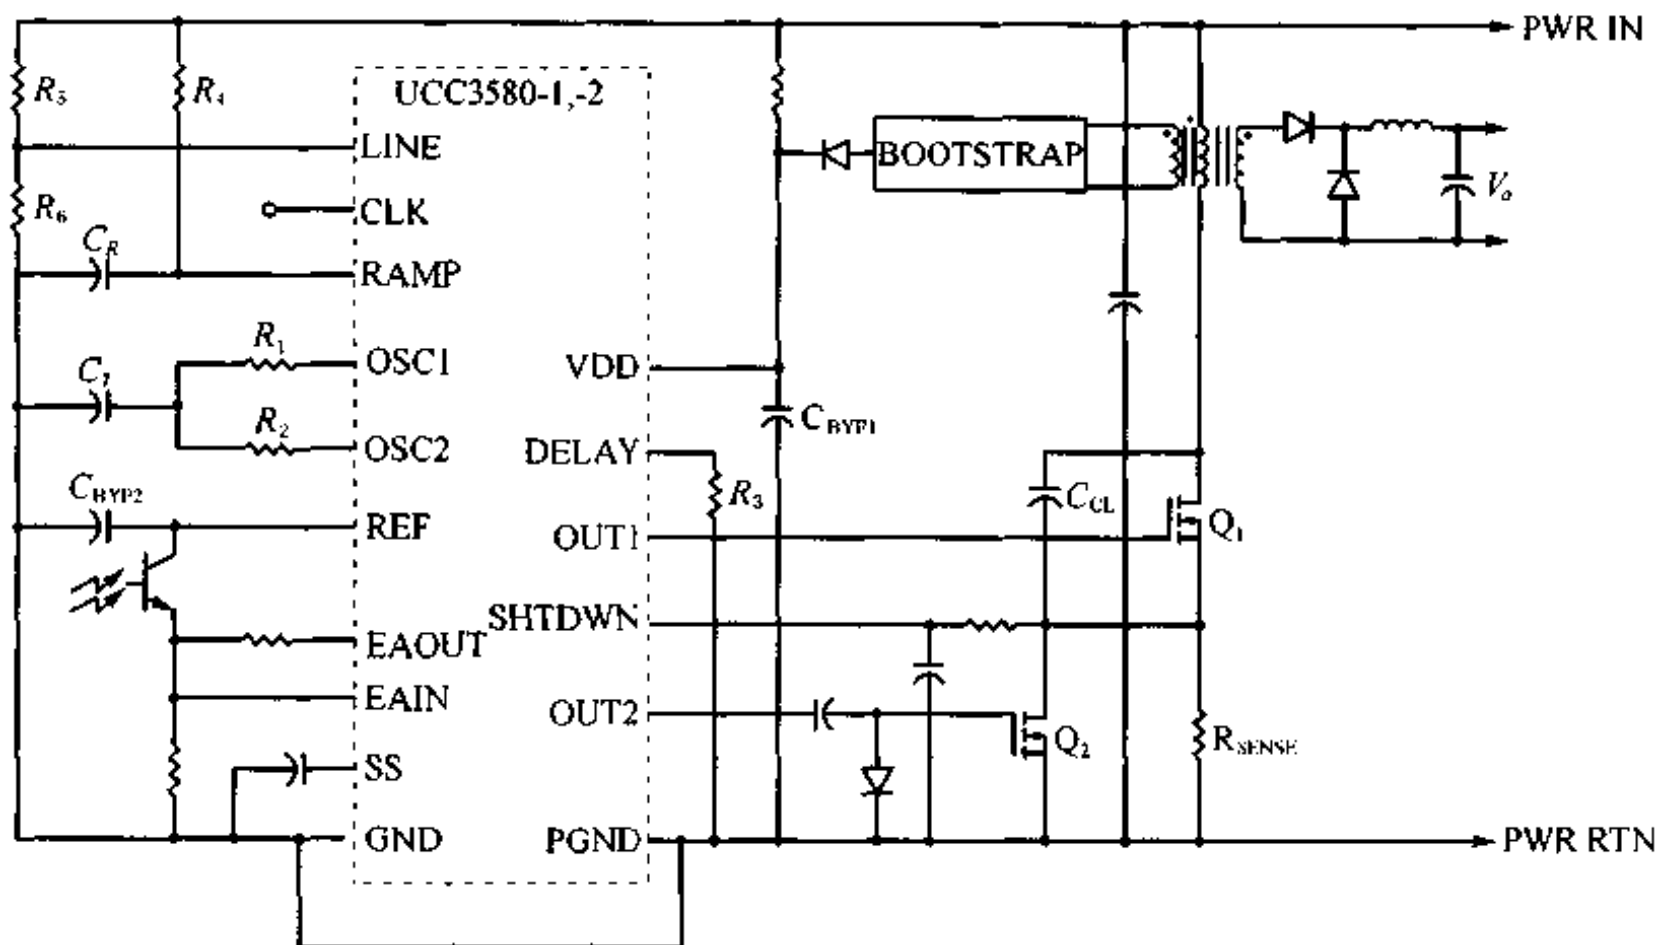 PWR IN
R5
R4
UCC3580-1,-2
LINE
BOOTSTRAP
Vo
R6
CLK
CR
RAMP
R1
OSC1
VDD
CT
R2
OSC2
CBYP1
DELAY
CBYP2
R3
CCL
REF
OUT1
Q1
SHTDWN
EAOUT
EAIN
OUT2
Q2
RSENSE
SS
GND
PGND
PWR RTN